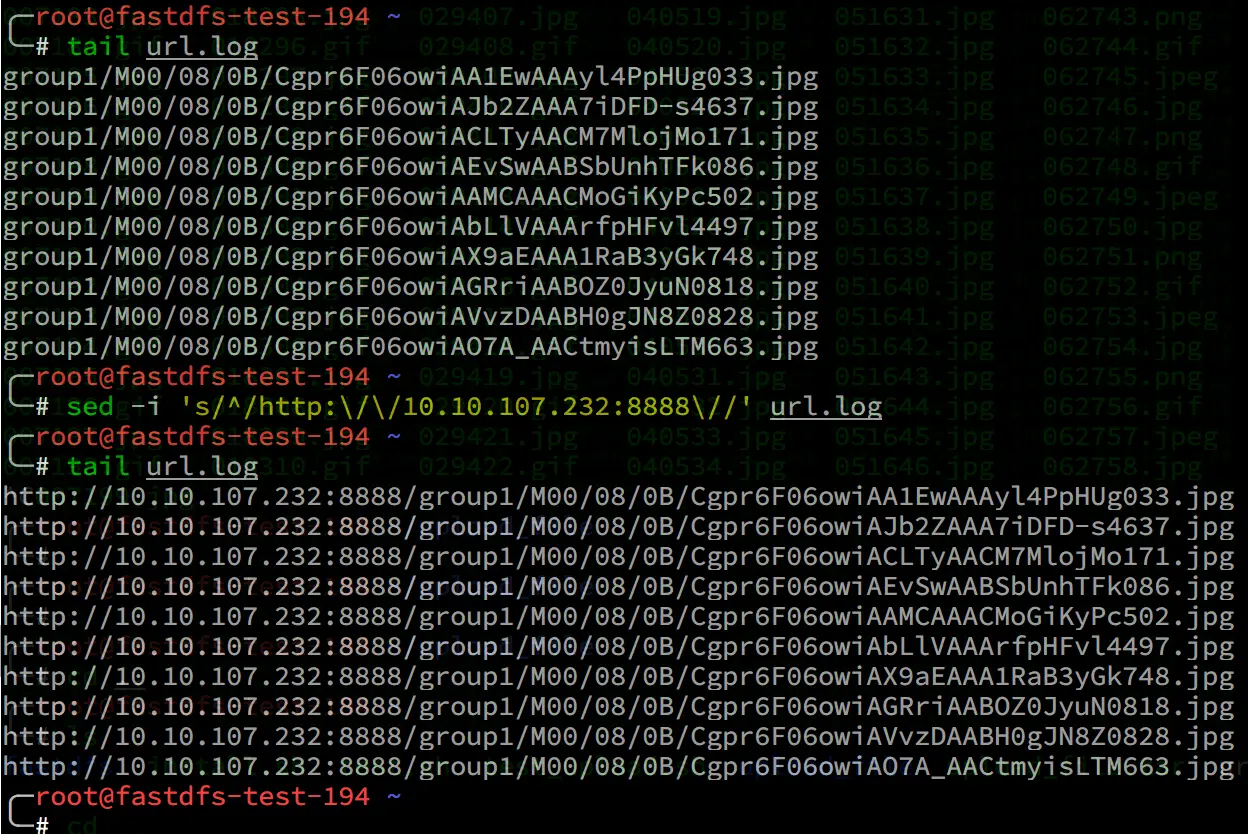 ╭─root@fastdfs-test-194 ~
╰─# tail url.log
group1/M00/08/0B/Cgpr6F06owiAA1EwAAAyl4PpHUg033.jpg
group1/M00/08/0B/Cgpr6F06owiAJb2ZAAA7iDFD-s4637.jpg
group1/M00/08/0B/Cgpr6F06owiACLTyAACM7MlojMo171.jpg
group1/M00/08/0B/Cgpr6F06owiAEvSwAABSbUnhTFk086.jpg
group1/M00/08/0B/Cgpr6F06owiAAMCAAACMoGiKyPc502.jpg
group1/M00/08/0B/Cgpr6F06owiAbLlVAAArfpHFvl4497.jpg
group1/M00/08/0B/Cgpr6F06owiAX9aEAAA1RaB3yGk748.jpg
group1/M00/08/0B/Cgpr6F06owiAGRriAABOZ0JyuN0818.jpg
group1/M00/08/0B/Cgpr6F06owiAVvzDAABH0gJN8Z0828.jpg
group1/M00/08/0B/Cgpr6F06owiAO7A_AACtmyisLTM663.jpg
╭─root@fastdfs-test-194 ~
╰─# sed -i 's/^/http:\/\/10.10.107.232:8888\//' url.log
╭─root@fastdfs-test-194 ~
╰─# tail url.log
http://10.10.107.232:8888/group1/M00/08/0B/Cgpr6F06owiAA1EwAAAyl4PpHUg033.jpg
http://10.10.107.232:8888/group1/M00/08/0B/Cgpr6F06owiAJb2ZAAA7iDFD-s4637.jpg
http://10.10.107.232:8888/group1/M00/08/0B/Cgpr6F06owiACLTyAACM7MlojMo171.jpg
http://10.10.107.232:8888/group1/M00/08/0B/Cgpr6F06owiAEvSwAABSbUnhTFk086.jpg
http://10.10.107.232:8888/group1/M00/08/0B/Cgpr6F06owiAAMCAAACMoGiKyPc502.jpg
http://10.10.107.232:8888/group1/M00/08/0B/Cgpr6F06owiAbLlVAAArfpHFvl4497.jpg
http://10.10.107.232:8888/group1/M00/08/0B/Cgpr6F06owiAX9aEAAA1RaB3yGk748.jpg
http://10.10.107.232:8888/group1/M00/08/0B/Cgpr6F06owiAGRriAABOZ0JyuN0818.jpg
http://10.10.107.232:8888/group1/M00/08/0B/Cgpr6F06owiAVvzDAABH0gJN8Z0828.jpg
http://10.10.107.232:8888/group1/M00/08/0B/Cgpr6F06owiAO7A_AACtmyisLTM663.jpg
╭─root@fastdfs-test-194 ~
╰─# cd